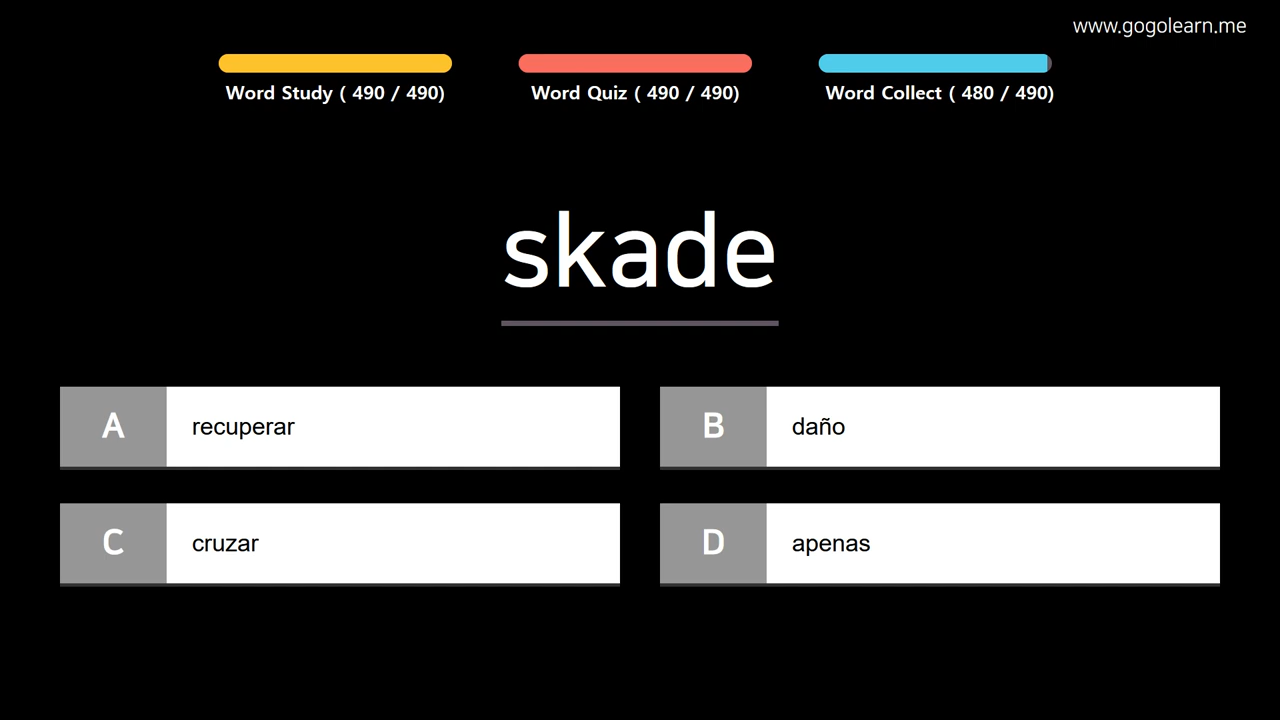 www.gogolearn.me
Word Study ( 490 / 490)
Word Quiz ( 490 / 490)
Word Collect ( 480 / 490)
skade
A recuperar
B daño
C cruzar
D apenas